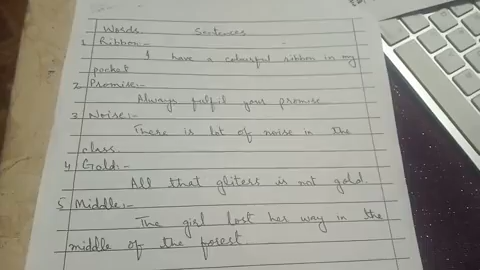 Words. Sentences
1 Ribbon:-
I have a colourful ribbon in my
pocket
2. Promise:-
Always fulfil your promise
3 Noise:-
There is lot of noise in the
class.
4 Gold:-
All that gliters is not gold.
5 Middle:-
The girl lost her way in the
middle of the forest